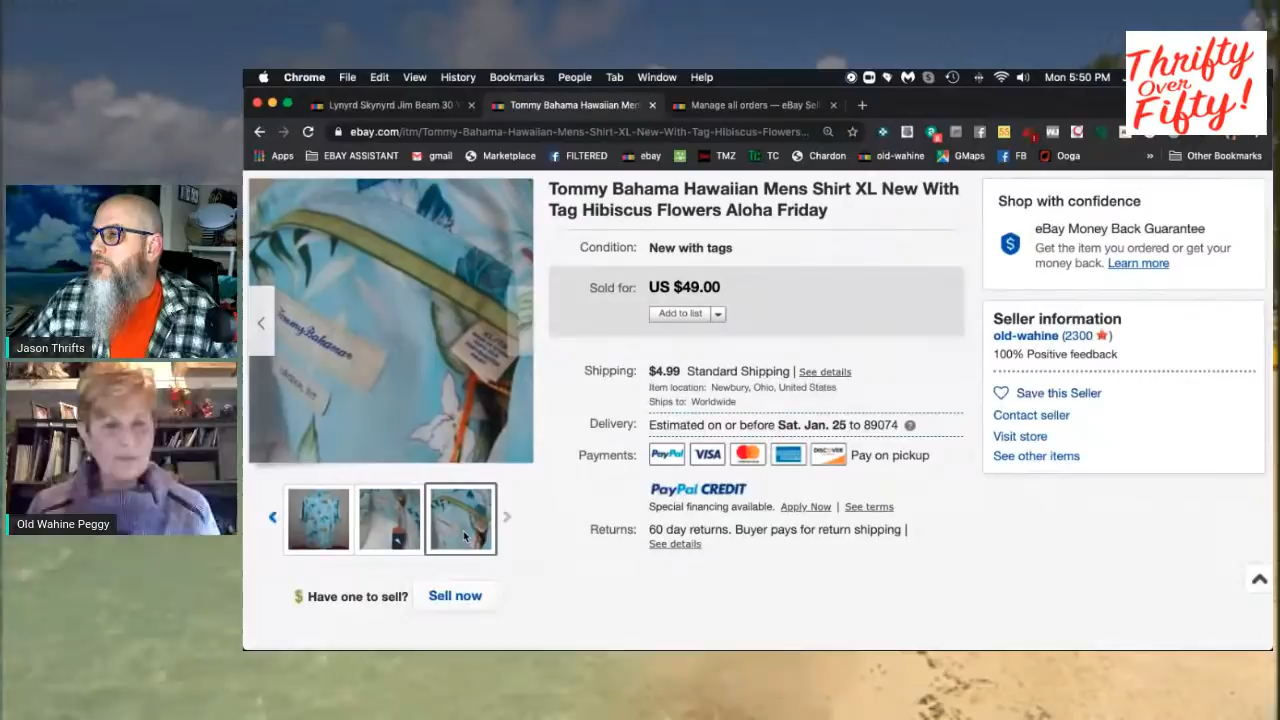 Thrifty
Over
Fifty!
Chrome File Edit View History Bookmarks People Tab Window Help Mon 5:50 PM
Lynyrd Skynyrd Jim Beam 30
Tommy Bahama Hawaiian Men
Manage all orders — eBay Sell
ebay.com/itm/Tommy-Bahama-Hawaiian-Mens-Shirt-XL-New-With-Tag-Hibiscus-Flowers...
Apps EBAY ASSISTANT gmail Marketplace FILTERED ebay TMZ TC Chardon old-wahine GMaps FB Ooga » Other Bookmarks
Tommy Bahama Hawaiian Mens Shirt XL New With
Tag Hibiscus Flowers Aloha Friday
Condition: New with tags
Sold for: US $49.00
Add to list
Shipping: $4.99 Standard Shipping | See details
Item location: Newbury, Ohio, United States
Ships to: Worldwide
Delivery: Estimated on or before Sat. Jan. 25 to 89074
Payments: PayPal VISA Pay on pickup
DISCOVER
PayPal CREDIT
Special financing available. Apply Now | See terms
Returns: 60 day returns. Buyer pays for return shipping |
See details
Shop with confidence
eBay Money Back Guarantee
Get the item you ordered or get your
money back. Learn more
Seller information
old-wahine (2300)
100% Positive feedback
Save this Seller
Contact seller
Visit store
See other items
Tommy Bahama
Have one to sell? Sell now
Jason Thrifts
Old Wahine Peggy